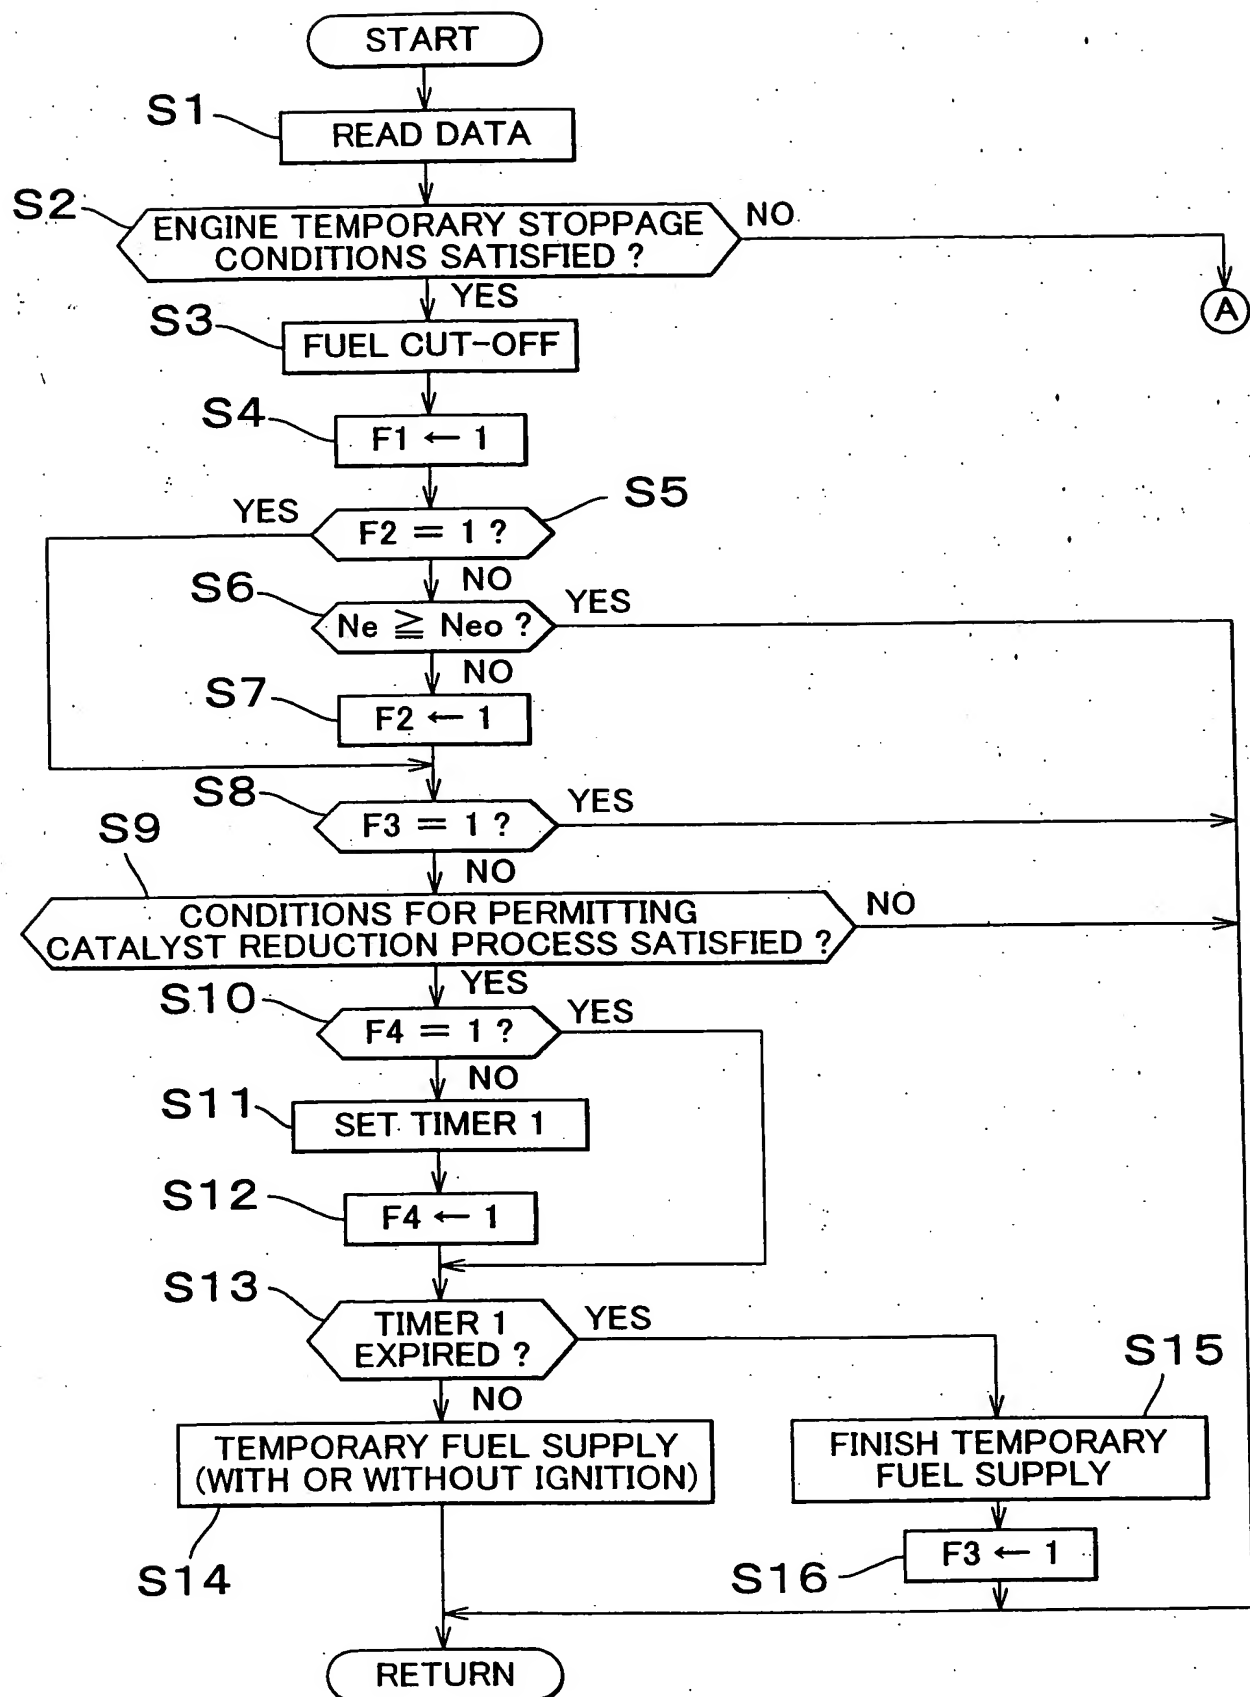 START
S1
READ DATA
S2
ENGINE TEMPORARY STOPPAGE
CONDITIONS SATISFIED ?
NO
A
YES
S3
FUEL CUT-OFF
S4
F1 ← 1
S5
YES
F2 = 1 ?
NO
S6
Ne ≧ Neo ?
YES
NO
S7
F2 ← 1
S8
F3 = 1 ?
YES
NO
S9
CONDITIONS FOR PERMITTING
CATALYST REDUCTION PROCESS SATISFIED ?
NO
YES
S10
F4 = 1 ?
YES
NO
S11
SET TIMER 1
S12
F4 ← 1
S13
TIMER 1
EXPIRED ?
YES
NO
S14
TEMPORARY FUEL SUPPLY
(WITH OR WITHOUT IGNITION)
S15
FINISH TEMPORARY
FUEL SUPPLY
S16
F3 ← 1
RETURN